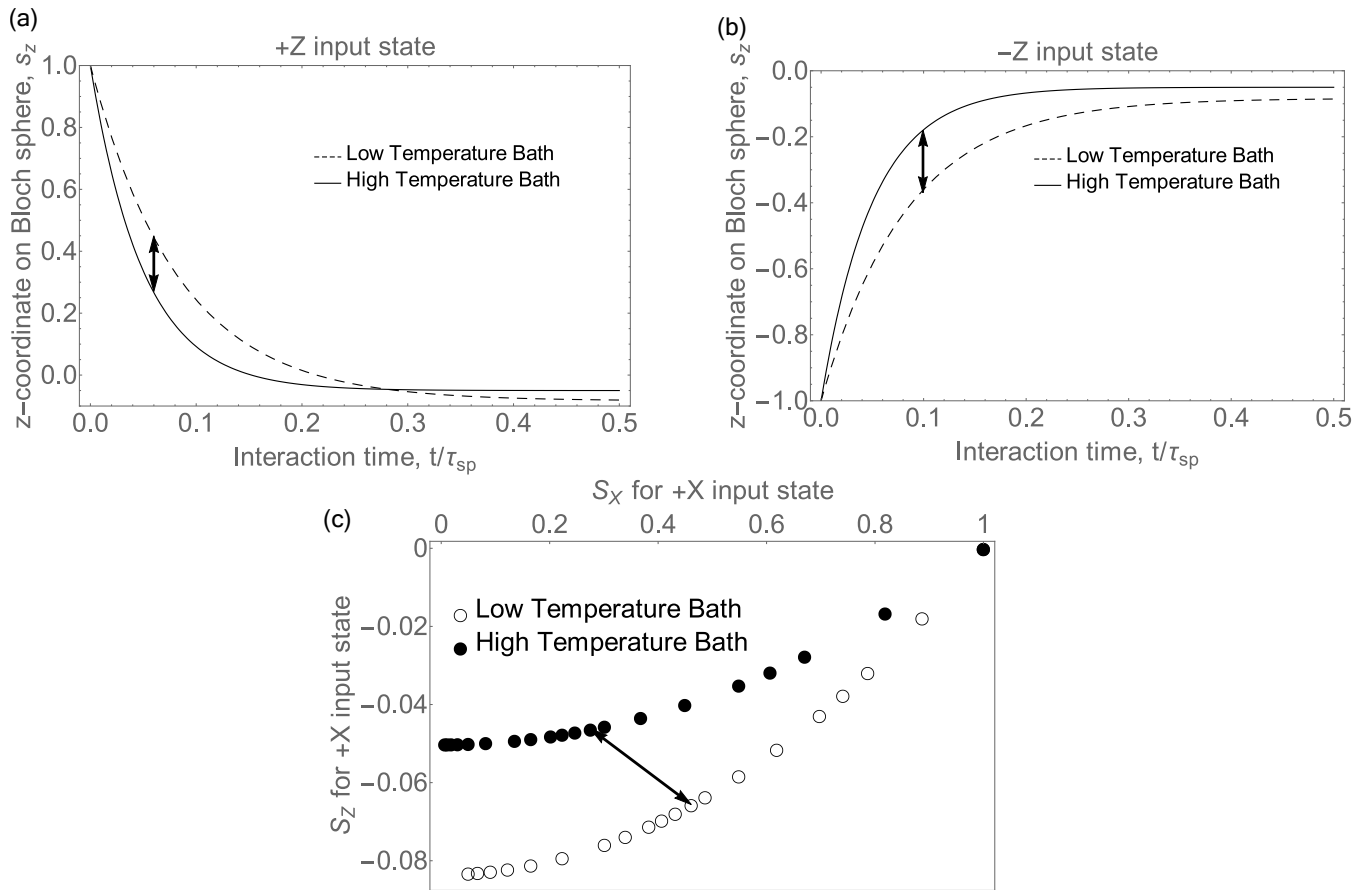 (a)
+Z input state
z−coordinate on Bloch sphere, s_z
1.0
0.8
0.6
0.4
0.2
0.0
Low Temperature Bath
High Temperature Bath
0.0 0.1 0.2 0.3 0.4 0.5
Interaction time, t/τ_sp
(b)
−Z input state
z−coordinate on Bloch sphere, s_z
0.0
−0.2
−0.4
−0.6
−0.8
−1.0
Low Temperature Bath
High Temperature Bath
0.0 0.1 0.2 0.3 0.4 0.5
Interaction time, t/τ_sp
(c)
S_X for +X input state
0 0.2 0.4 0.6 0.8 1
S_Z for +X input state
0
−0.02
−0.04
−0.06
−0.08
Low Temperature Bath
High Temperature Bath